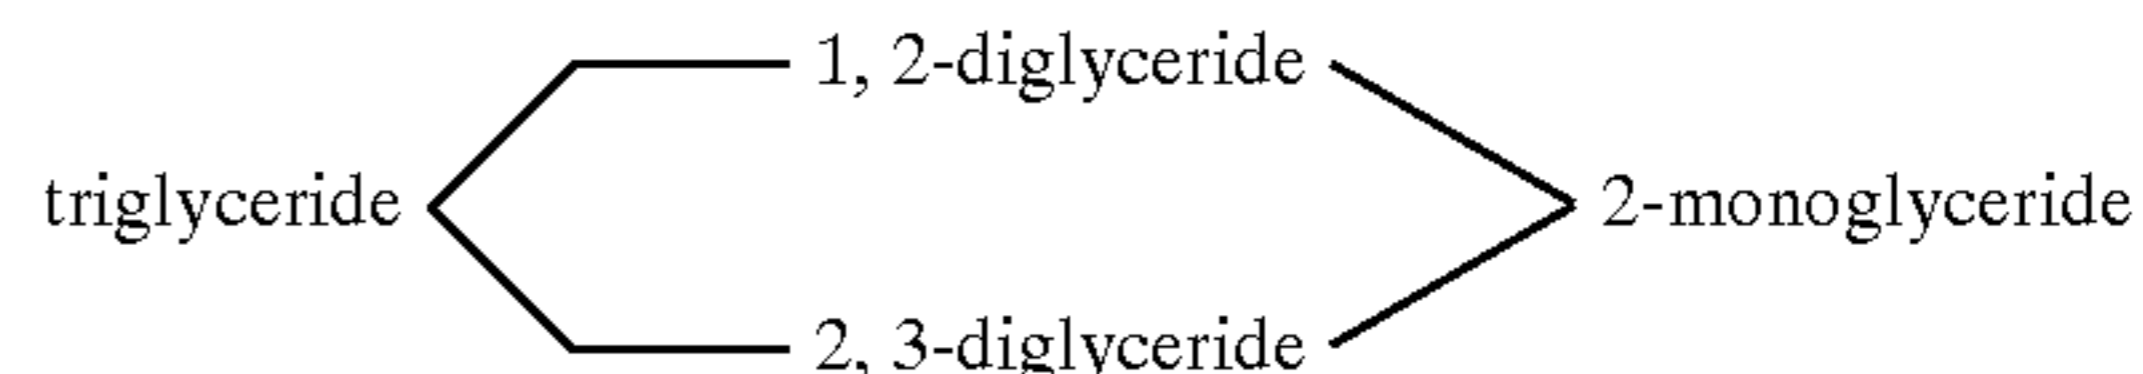 1, 2-diglyceride
triglyceride
2-monoglyceride
2, 3-diglyceride